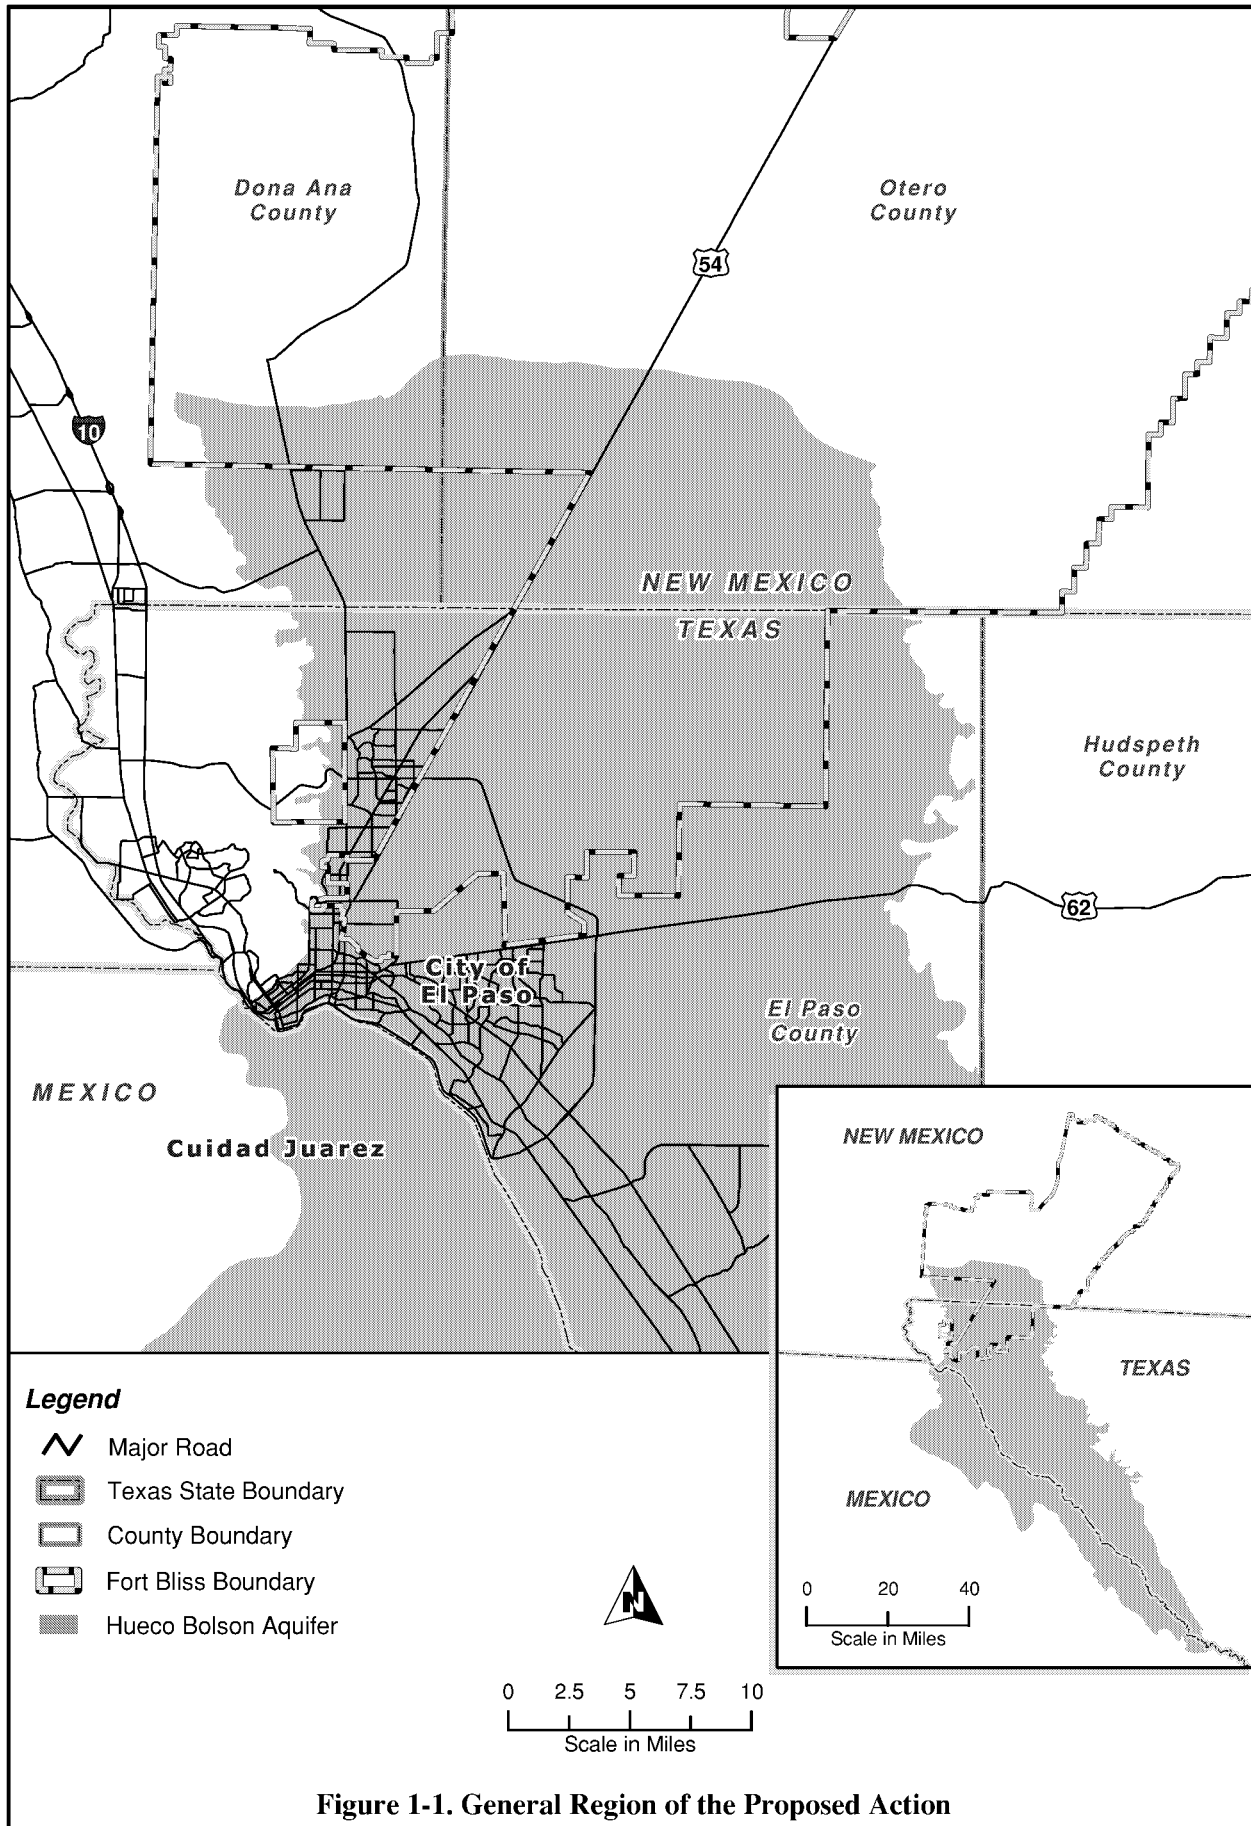 Dona Ana
County
Otero
County
54
10
NEW MEXICO
TEXAS
Hudspeth
County
62
City of
El Paso
El Paso
County
MEXICO
Cuidad Juarez
NEW MEXICO
TEXAS
MEXICO
0 20 40
Scale in Miles
Legend
Major Road
Texas State Boundary
County Boundary
Fort Bliss Boundary
Hueco Bolson Aquifer
N
0 2.5 5 7.5 10
Scale in Miles
Figure 1-1. General Region of the Proposed Action